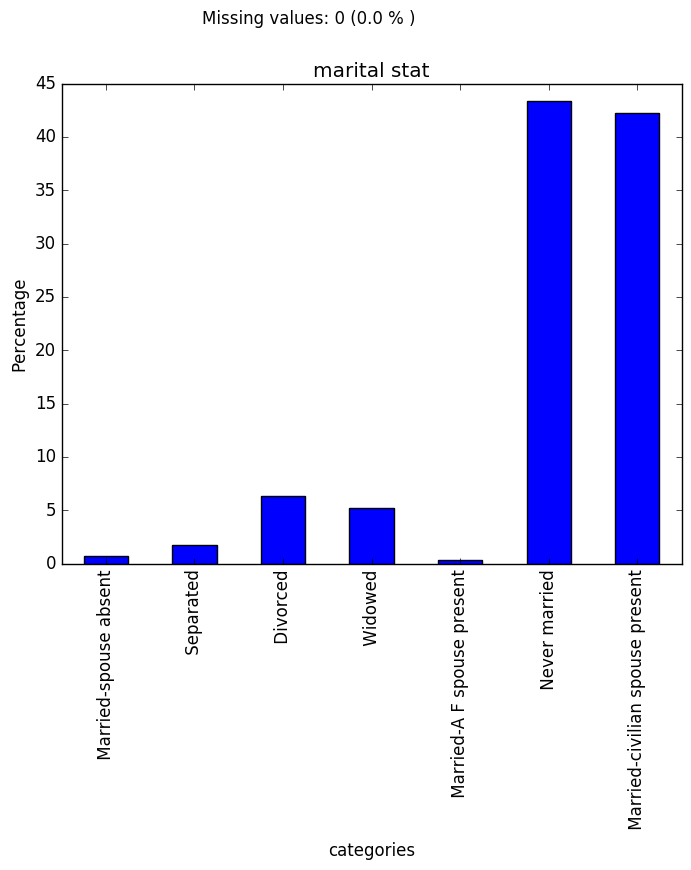 Missing values: 0 (0.0 % )
marital stat
45
40
35
30
25
20
15
10
5
0
Percentage
Married-spouse absent
Separated
Divorced
Widowed
Married-A F spouse present
Never married
Married-civilian spouse present
categories